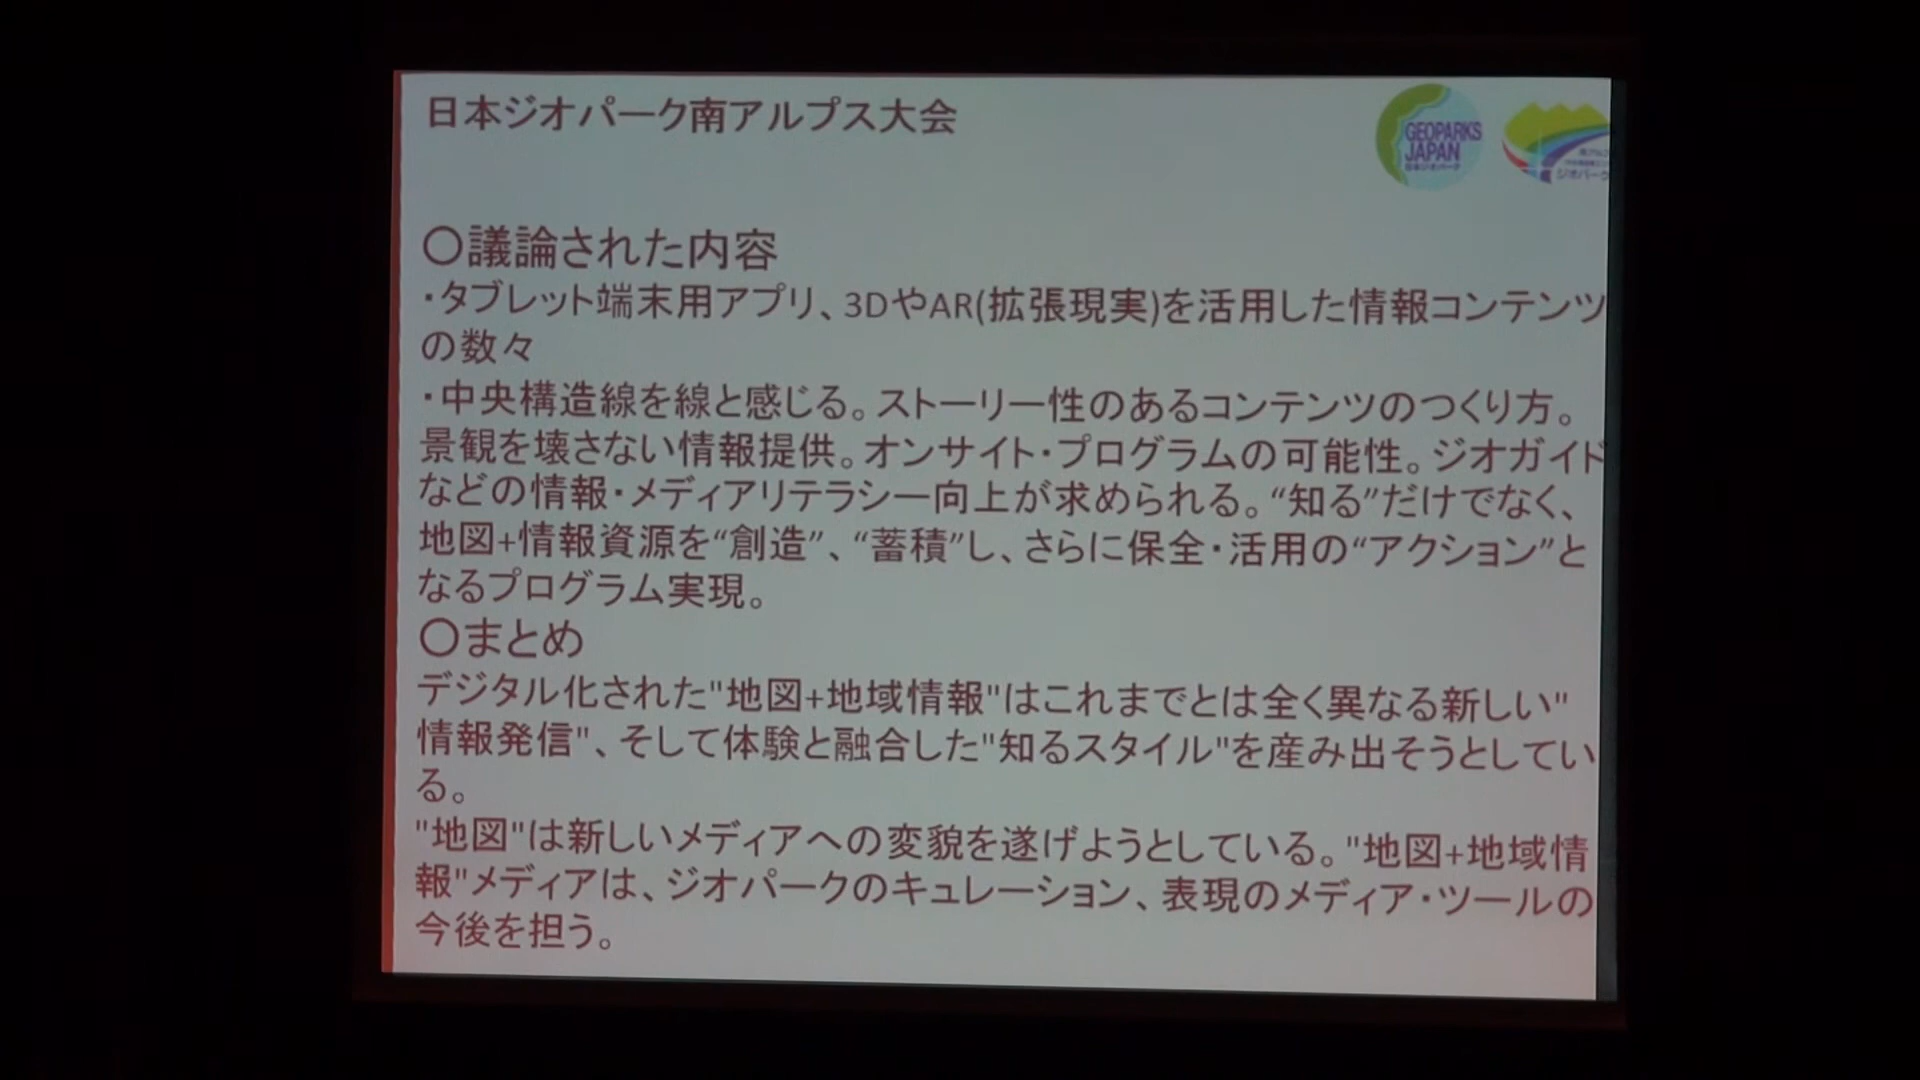 日本ジオパーク南アルプス大会
GEOPARKS
JAPAN
日本ジオパーク
ジオパーク
〇議論された内容
・タブレット端末用アプリ、3DやAR(拡張現実)を活用した情報コンテンツ
の数々
・中央構造線を線と感じる。ストーリー性のあるコンテンツのつくり方。
景観を壊さない情報提供。オンサイト・プログラムの可能性。ジオガイド
などの情報・メディアリテラシー向上が求められる。“知る”だけでなく、
地図+情報資源を“創造”、“蓄積”し、さらに保全・活用の“アクション”と
なるプログラム実現。
〇まとめ
デジタル化された"地図+地域情報"はこれまでとは全く異なる新しい"
情報発信"、そして体験と融合した"知るスタイル"を産み出そうとしてい
る。
"地図"は新しいメディアへの変貌を遂げようとしている。"地図+地域情
報"メディアは、ジオパークのキュレーション、表現のメディア・ツールの
今後を担う。